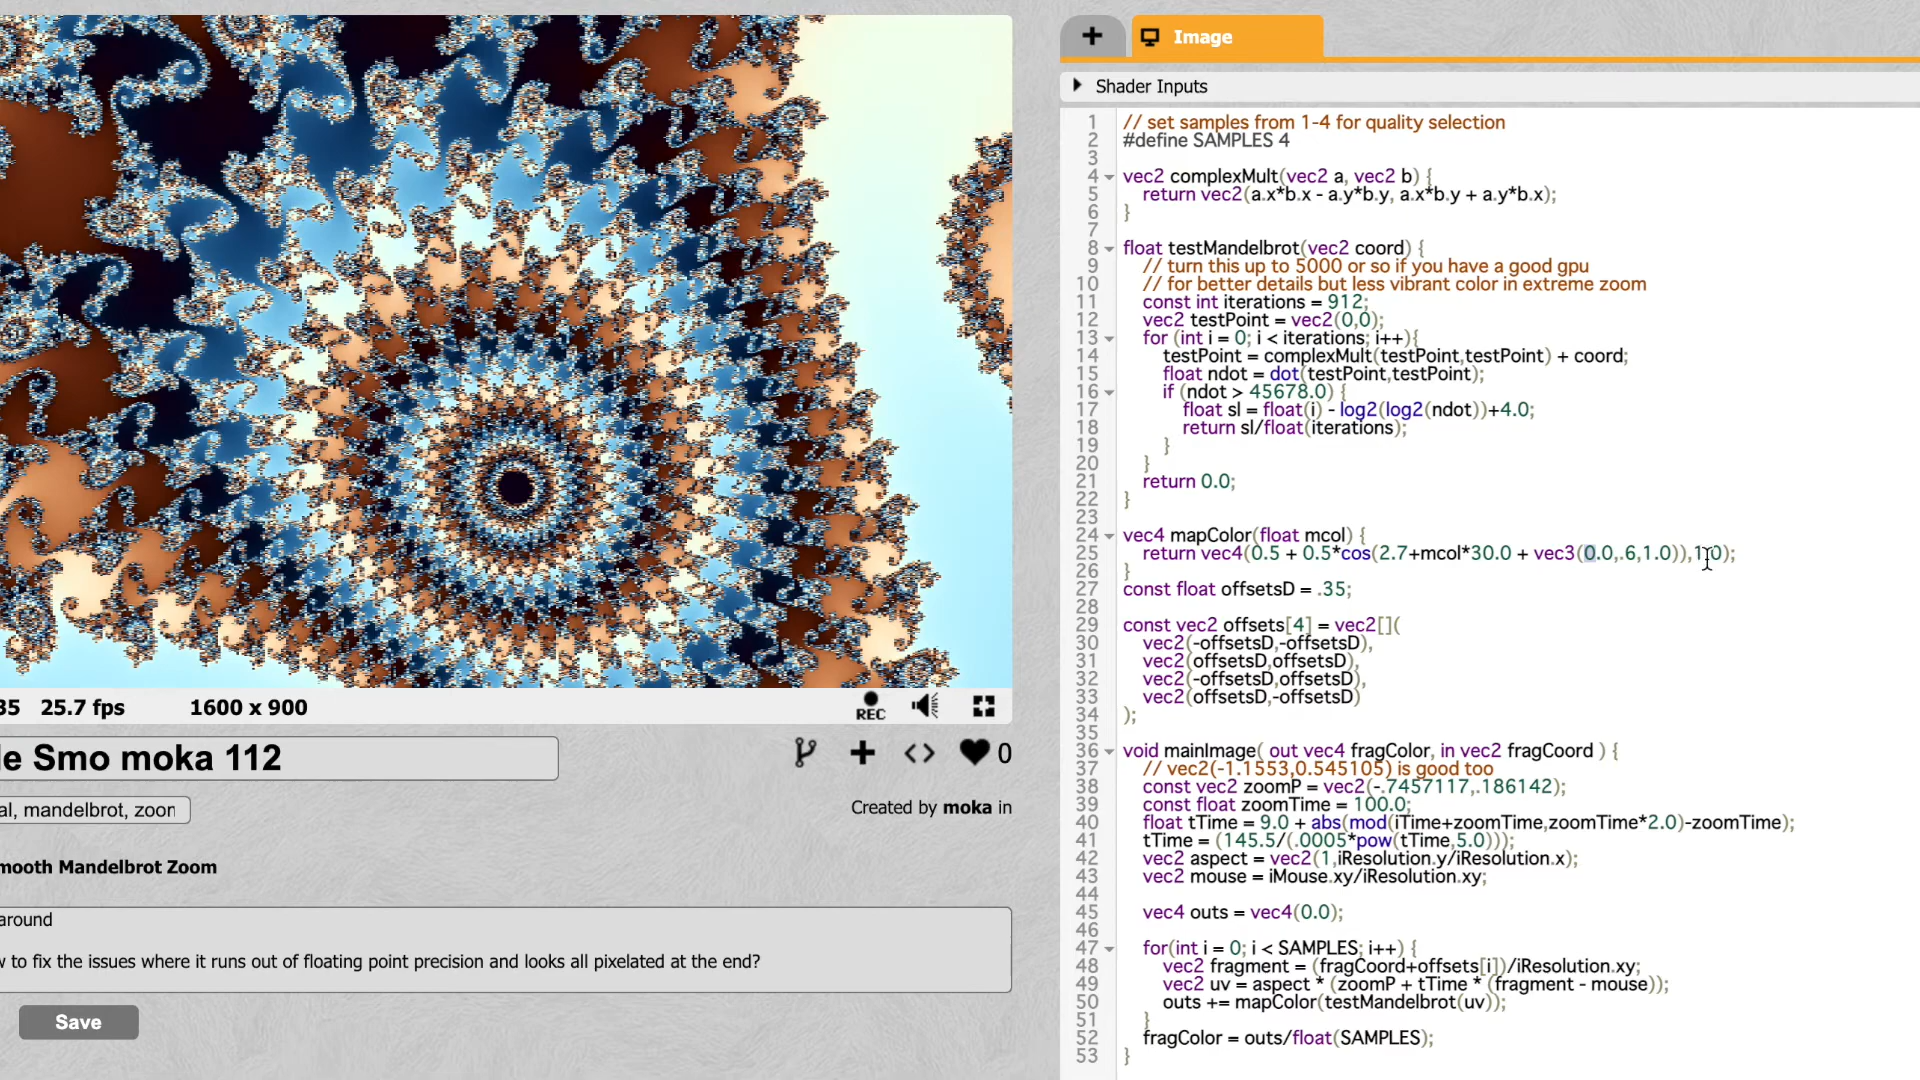 +
Image
Shader Inputs
1 // set samples from 1-4 for quality selection
2 #define SAMPLES 4
3
4 vec2 complexMult(vec2 a, vec2 b) {
5 return vec2(a.x*b.x - a.y*b.y, a.x*b.y + a.y*b.x);
6 }
7
8 float testMandelbrot(vec2 coord) {
9 // turn this up to 5000 or so if you have a good gpu
10 // for better details but less vibrant color in extreme zoom
11 const int iterations = 912;
12 vec2 testPoint = vec2(0,0);
13 for (int i = 0; i < iterations; i++){
14 testPoint = complexMult(testPoint,testPoint) + coord;
15 float ndot = dot(testPoint,testPoint);
16 if (ndot > 45678.0) {
17 float sl = float(i) - log2(log2(ndot))+4.0;
18 return sl/float(iterations);
19 }
20 }
21 return 0.0;
22 }
23
24 vec4 mapColor(float mcol) {
25 return vec4(0.5 + 0.5*cos(2.7+mcol*30.0 + vec3(0.0,.6,1.0)),1.0);
26 }
27 const float offsetsD = .35;
28
29 const vec2 offsets[4] = vec2[](
30 vec2(-offsetsD,-offsetsD),
31 vec2(offsetsD,offsetsD),
32 vec2(-offsetsD,offsetsD),
33 vec2(offsetsD,-offsetsD)
34 );
35
36 void mainImage( out vec4 fragColor, in vec2 fragCoord ) {
37 // vec2(-1.1553,0.545105) is good too
38 const vec2 zoomP = vec2(-.7457117,.186142);
39 const float zoomTime = 100.0;
40 float tTime = 9.0 + abs(mod(iTime+zoomTime,zoomTime*2.0)-zoomTime);
41 tTime = (145.5/(.0005*pow(tTime,5.0)));
42 vec2 aspect = vec2(1,iResolution.y/iResolution.x);
43 vec2 mouse = iMouse.xy/iResolution.xy;
44
45 vec4 outs = vec4(0.0);
46
47 for(int i = 0; i < SAMPLES; i++) {
48 vec2 fragment = (fragCoord+offsets[i])/iResolution.xy;
49 vec2 uv = aspect * (zoomP + tTime * (fragment - mouse));
50 outs += mapColor(testMandelbrot(uv));
51 }
52 fragColor = outs/float(SAMPLES);
53 }
35 25.7 fps 1600 x 900 REC
le Smo moka 112
0
al, mandelbrot, zoon
Created by moka in
mooth Mandelbrot Zoom
around
w to fix the issues where it runs out of floating point precision and looks all pixelated at the end?
Save